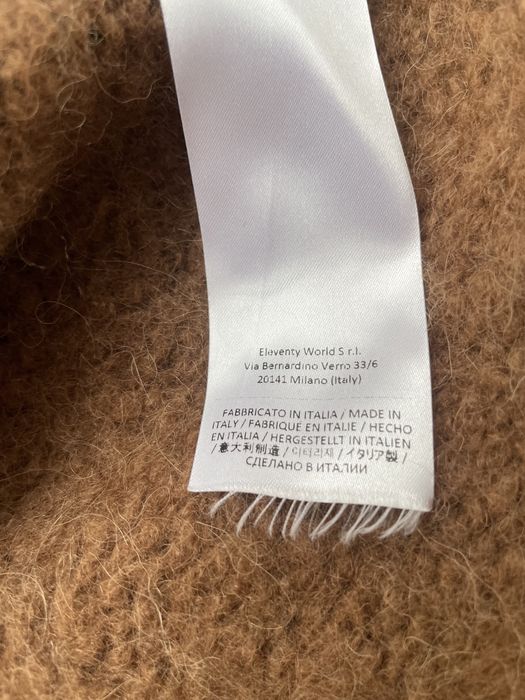 Eleventy World S r.l.
Via Bernardino Verro 33/6
20141 Milano (Italy)
FABBRICATO IN ITALIA / MADE IN
ITALY / FABRIQUE EN ITALIE / HECHO
EN ITALIA / HERGESTELLT IN ITALIEN
/ 意大利制造 / 이터리제 / イタリア製 /
СДЕЛАНО В ИТАЛИИ